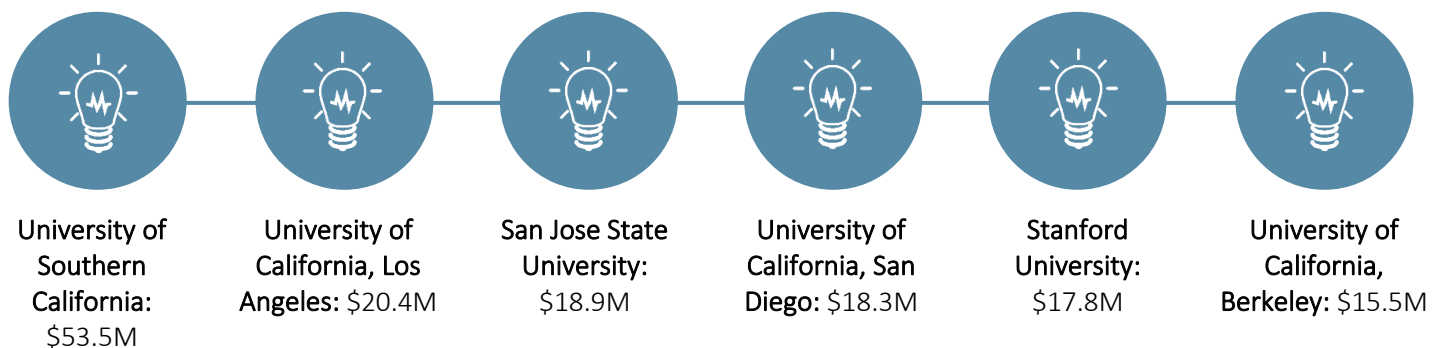 University of
Southern
California:
$53.5M
University of
California, Los
Angeles: $20.4M
San Jose State
University:
$18.9M
University of
California, San
Diego: $18.3M
Stanford
University:
$17.8M
University of
California,
Berkeley: $15.5M